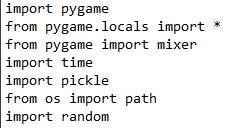 import pygame
from pygame.locals import *
from pygame import mixer
import time
import pickle
from os import path
import random